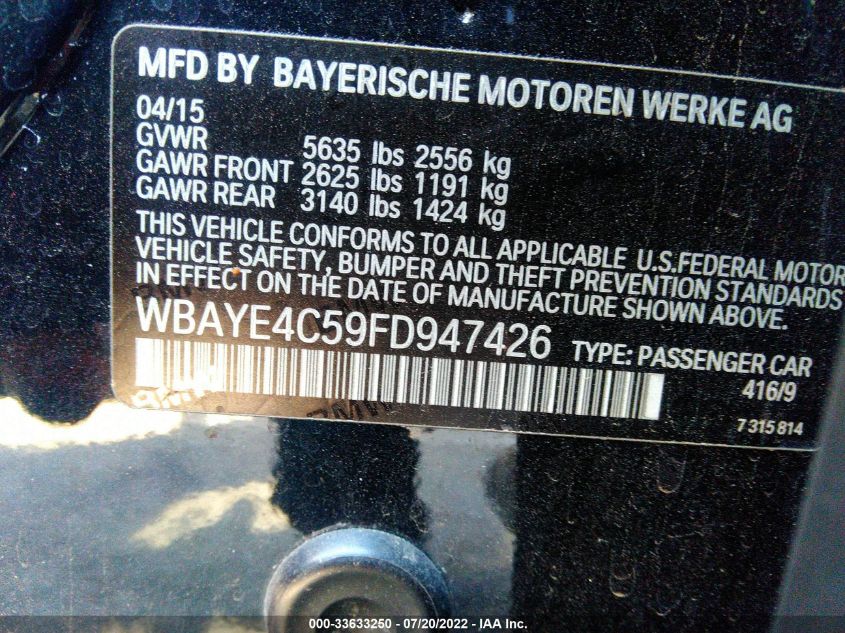 MFD BY BAYERISCHE MOTOREN WERKE AG
04/15
GVWR 5635 lbs 2556 kg
GAWR FRONT 2625 lbs 1191 kg
GAWR REAR 3140 lbs 1424 kg
THIS VEHICLE CONFORMS TO ALL APPLICABLE U.S.FEDERAL MOTOR
VEHICLE SAFETY, BUMPER AND THEFT PREVENTION STANDARDS
IN EFFECT ON THE DATE OF MANUFACTURE SHOWN ABOVE.
WBAYE4C59FD947426 TYPE: PASSENGER CAR
416/9
7 315 814
BMW
000-33633250 / 07/20/2022 - IAA Inc.